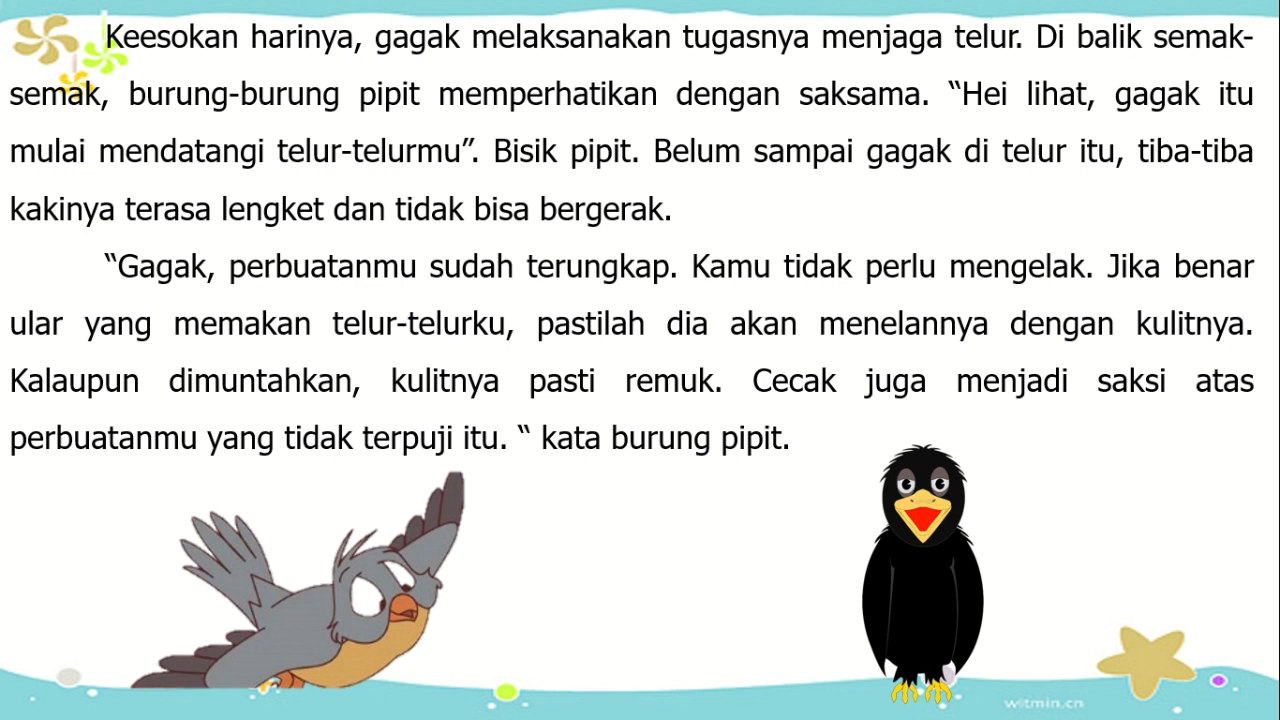 Keesokan harinya, gagak melaksanakan tugasnya menjaga telur. Di balik semak-
semak, burung-burung pipit memperhatikan dengan saksama. “Hei lihat, gagak itu
mulai mendatangi telur-telurmu”. Bisik pipit. Belum sampai gagak di telur itu, tiba-tiba
kakinya terasa lengket dan tidak bisa bergerak.
“Gagak, perbuatanmu sudah terungkap. Kamu tidak perlu mengelak. Jika benar
ular yang memakan telur-telurku, pastilah dia akan menelannya dengan kulitnya.
Kalaupun dimuntahkan, kulitnya pasti remuk. Cecak juga menjadi saksi atas
perbuatanmu yang tidak terpuji itu. “ kata burung pipit.
witmin.cn